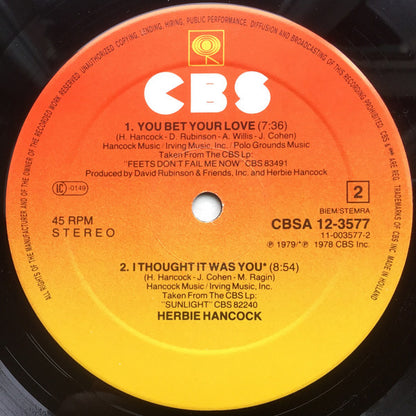 UNAUTHORIZED COPYING, LENDING, HIRING, PUBLIC PERFORMANCE, DIFFUSION AND BROADCASTING OF THIS RECORD PROHIBITED
CBS
1. YOU BET YOUR LOVE (7:36)
(H. Hancock - D. Rubinson - A. Willis - J. Cohen)
Hancock Music / Irving Music, Inc. / Polo Grounds Music
Taken From The CBS Lp:
"FEETS DON'T FAIL ME NOW" CBS 83491
Produced by David Rubinson & Friends, Inc. and Herbie Hancock
LC -0149
2
BIEM/STEMRA
45 RPM
STEREO
CBSA 12-3577
11-003577-2
℗ 1979/*℗ 1978 CBS Inc.
2. I THOUGHT IT WAS YOU* (8:54)
(H. Hancock - J. Cohen - M. Ragin)
Hancock Music / Irving Music, Inc.
Taken From The CBS Lp:
"SUNLIGHT" CBS 82240
HERBIE HANCOCK
ALL RIGHTS OF THE MANUFACTURER AND OF THE OWNER OF THE RECORDED WORK RESERVED
ARE REG. TRADEMARKS OF CBS INC. MADE IN HOLLAND